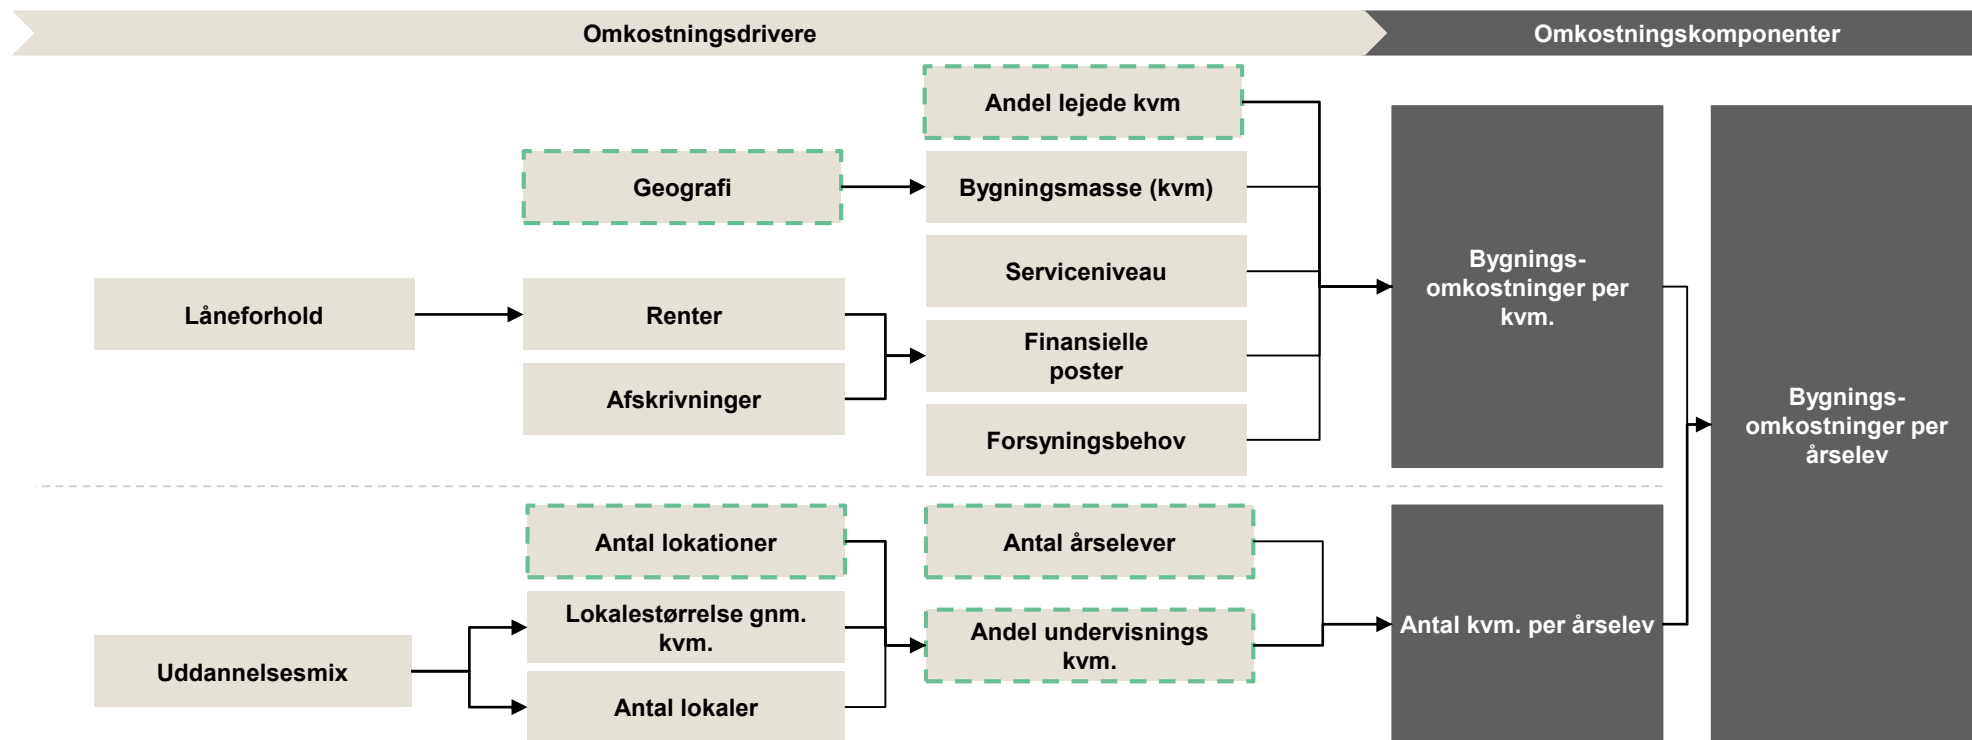 Omkostningsdrivere
Omkostningskomponenter
Andel lejede kvm
Geografi
Bygningsmasse (kvm)
Serviceniveau
Låneforhold
Renter
Finansielle
poster
Afskrivninger
Forsyningsbehov
Bygnings-
omkostninger per
kvm.
Bygnings-
omkostninger per
årselev
Antal lokationer
Antal årselever
Lokalestørrelse gnm.
kvm.
Andel undervisnings
kvm.
Antal kvm. per årselev
Uddannelsesmix
Antal lokaler